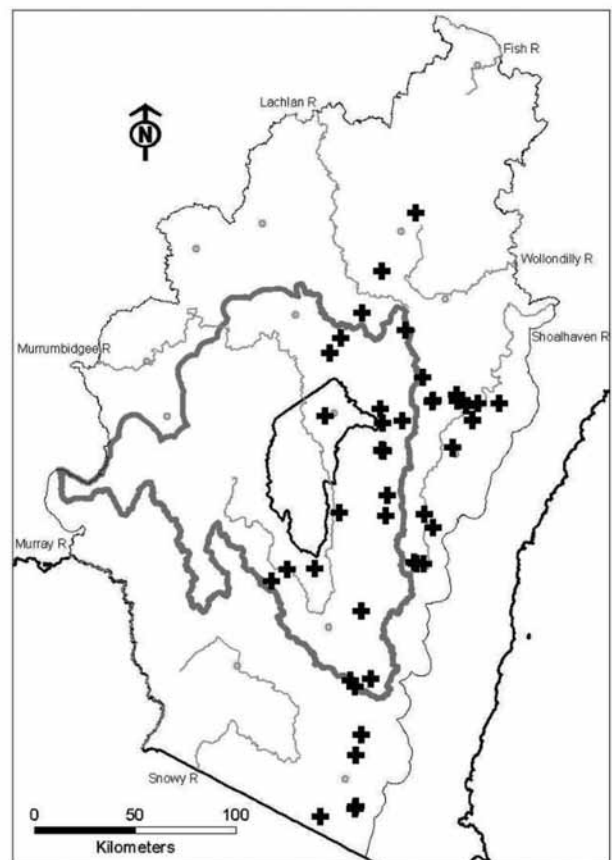 Fish R
Lachlan R
N
Wollondilly R
Shoalhaven R
Murrumbidgee R
Murray R
Snowy R
0 50 100
Kilometers